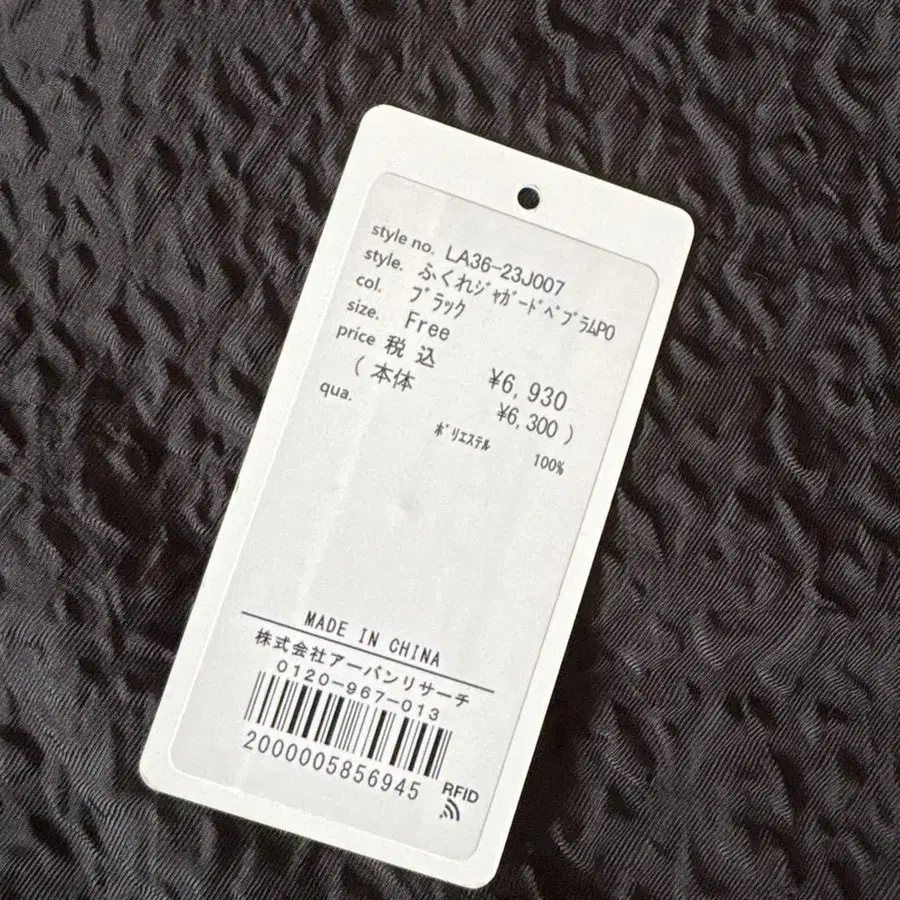 style no. LA36-23J007
style. ふくれｼﾞｬｶﾞｰﾄﾞﾍﾟﾌﾟﾗﾑPO
col. ﾌﾞﾗｯｸ
size. Free
price 税 込 ¥6,930
( 本体 ¥6,300 )
qua.
ﾎﾟﾘｴｽﾃﾙ 100%
MADE IN CHINA
株式会社アーバンリサーチ
0120-967-013
2000005856945
RFID